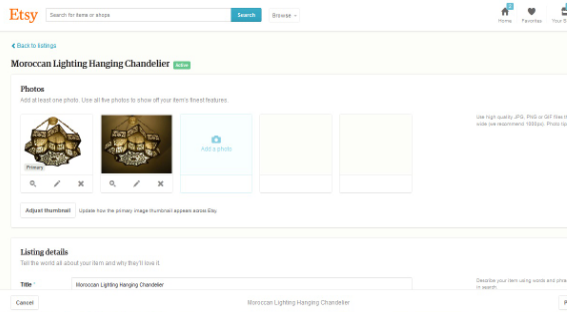 Etsy Search for items or shops Search Browse
Home Favorites Your
Back to listings
Moroccan Lighting Hanging Chandelier Active
Photos
Add at least one photo. Use all five photos to show off your item's finest features.
Use high quality JPG, PNG or GIF files
wide (we recommend 1000px). Photo
Add a photo
Primary
Adjust thumbnail Update how the primary image thumbnail appears across Etsy.
Listing details
Tell the world all about your item and why they'll love it.
Title * Moroccan Lighting Hanging Chandelier
Describe your item using words and
in search.
Cancel Moroccan Lighting Hanging Chandelier